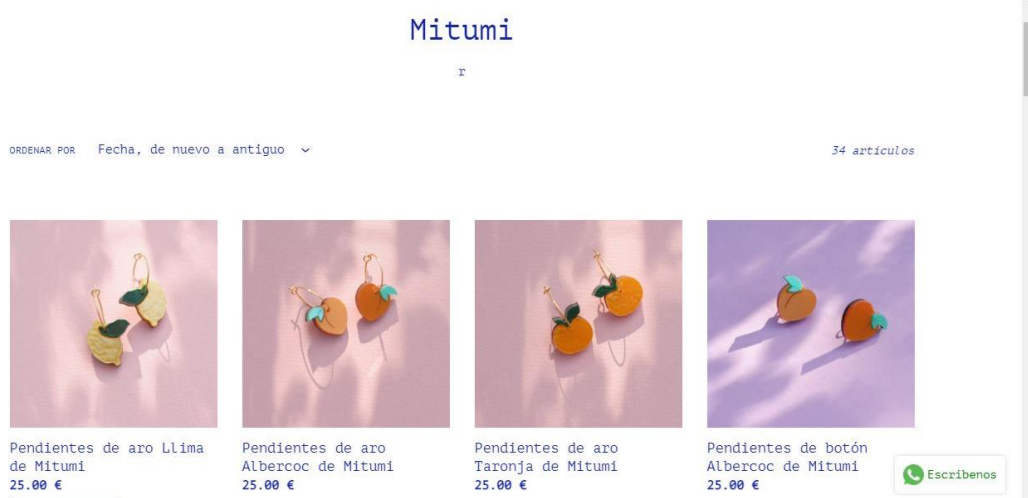 Mitumi
r
ORDENAR POR Fecha, de nuevo a antiguo
34 artículos
Pendientes de aro Llima
de Mitumi
25.00 €
Pendientes de aro
Albercoc de Mitumi
25.00 €
Pendientes de aro
Taronja de Mitumi
25.00 €
Pendientes de botón
Albercoc de Mitumi
25.00 €
Escríbenos